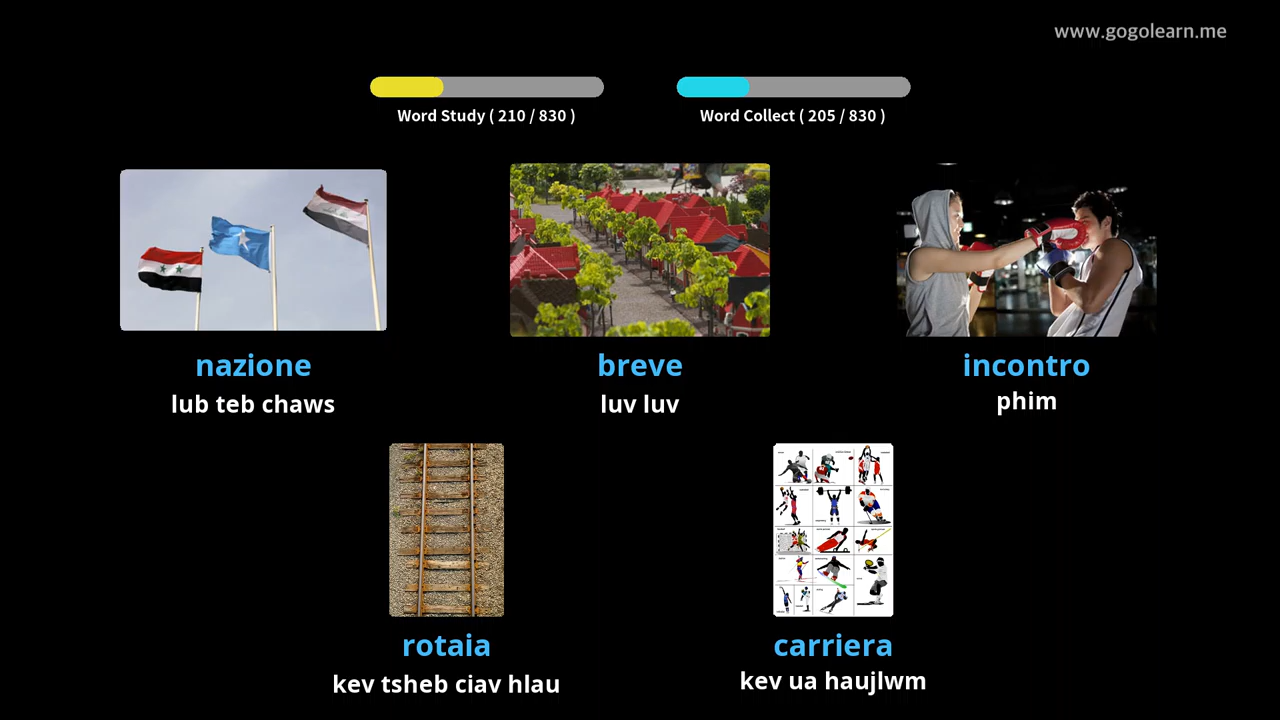 www.gogolearn.me
Word Study ( 210 / 830 )
Word Collect ( 205 / 830 )
nazione
lub teb chaws
breve
luv luv
incontro
phim
rotaia
kev tsheb ciav hlau
carriera
kev ua haujlwm